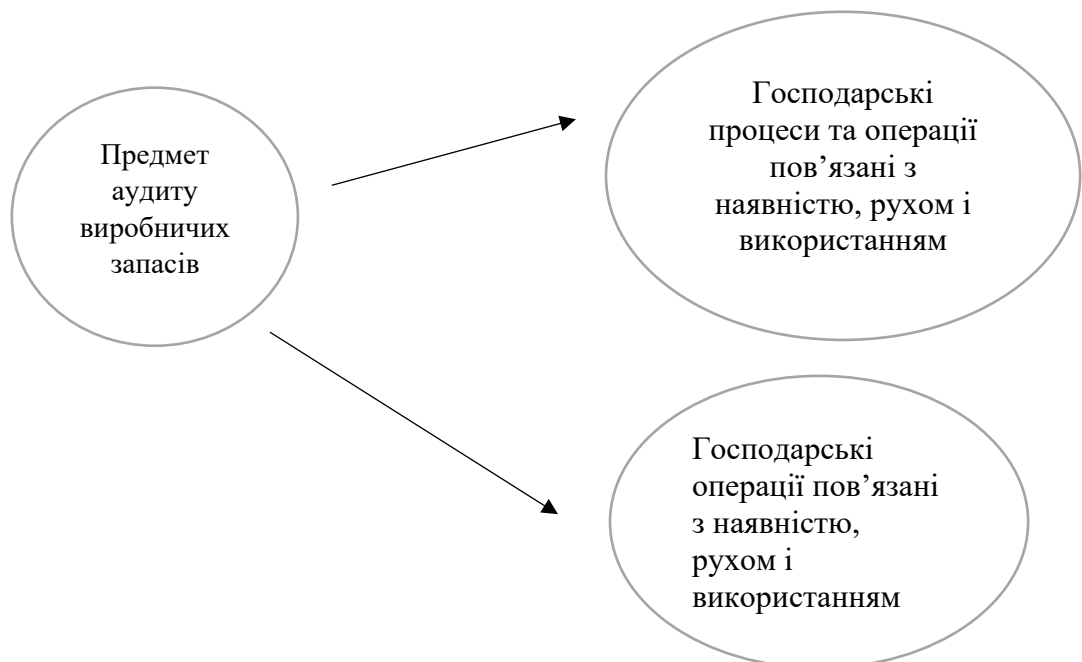 Предмет
аудиту
виробничих
запасів
Господарські
процеси та операції
пов’язані з
наявністю, рухом і
використанням
Господарські
операції пов’язані
з наявністю,
рухом і
використанням